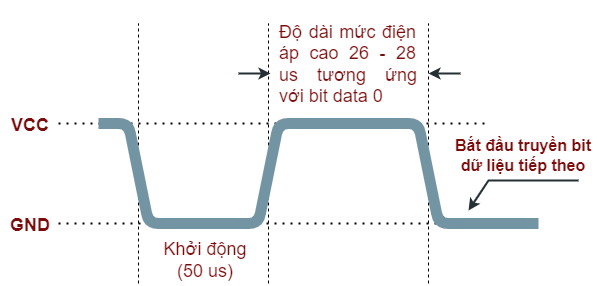 Độ dài mức điện
áp cao 26 - 28
us tương ứng
với bit data 0
VCC
Bắt đầu truyền bit
dữ liệu tiếp theo
GND
Khởi động
(50 us)